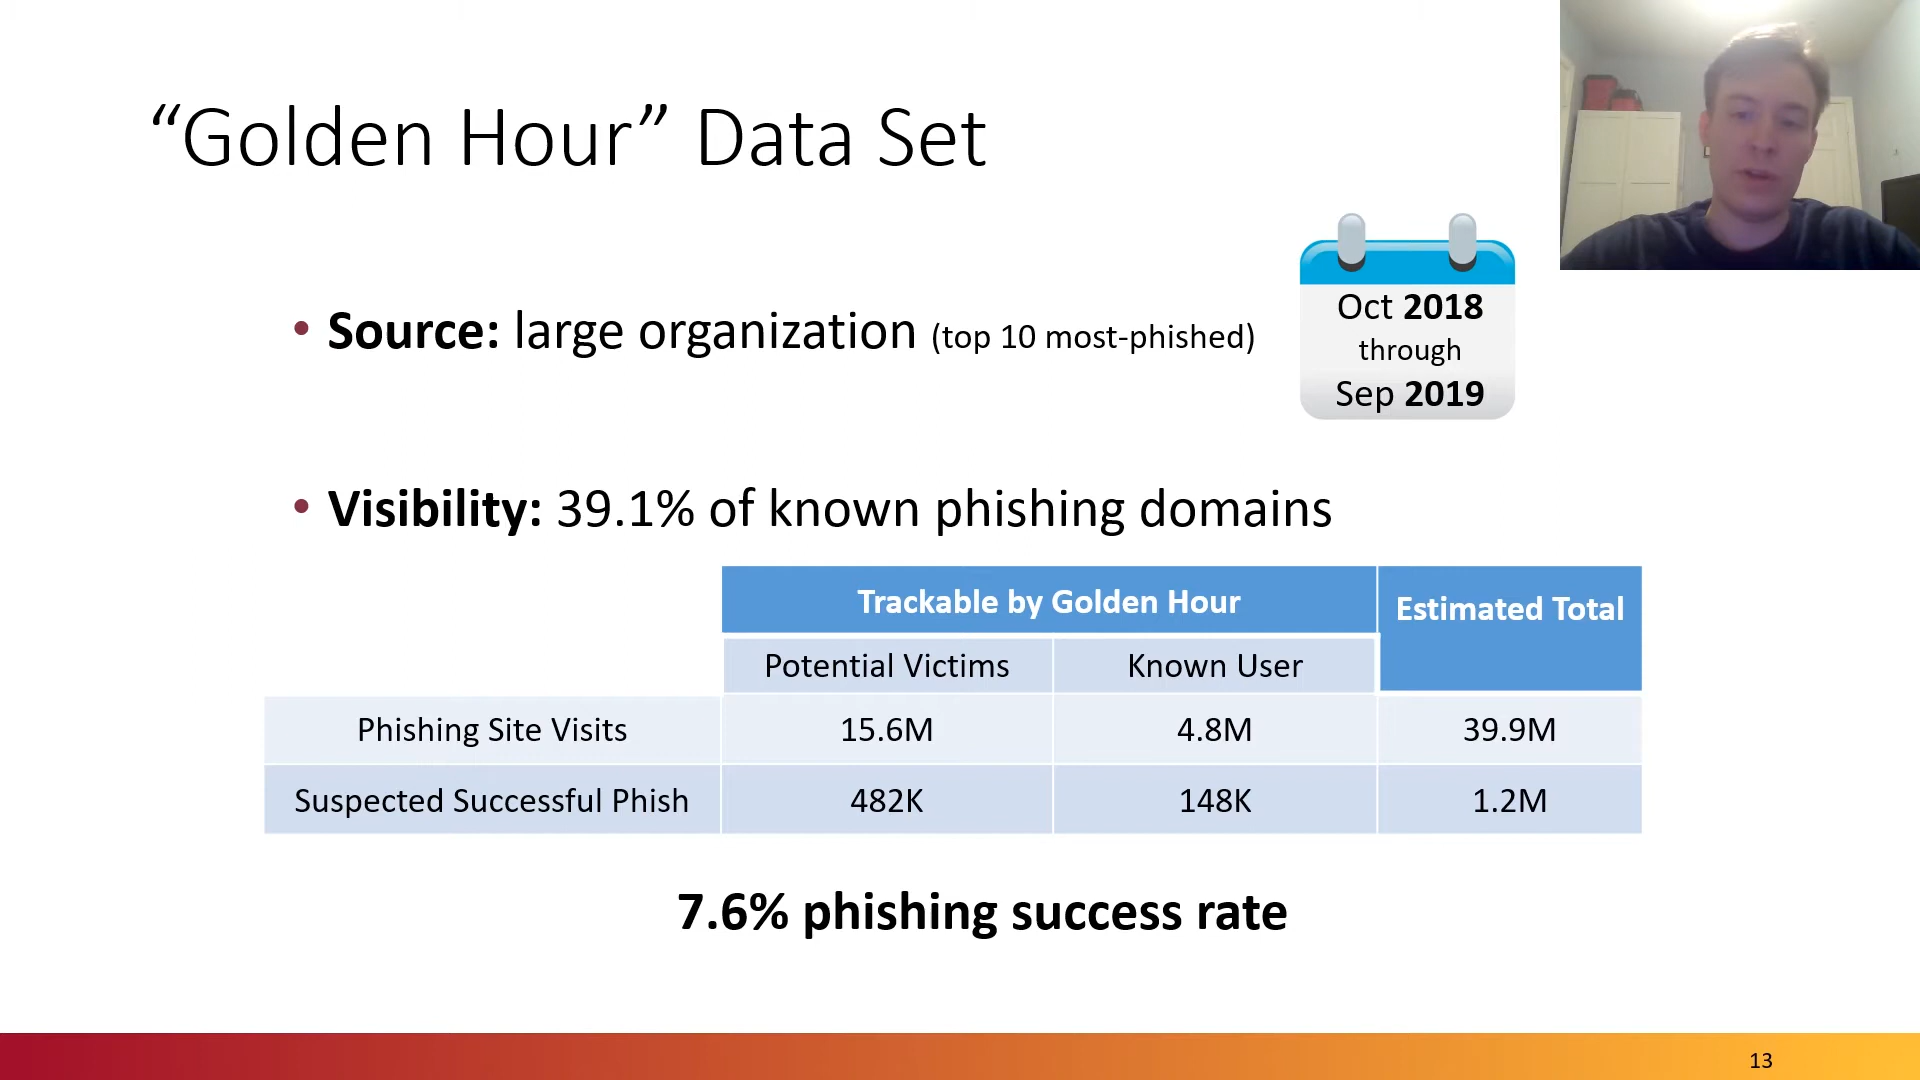 “Golden Hour” Data Set
• Source: large organization (top 10 most-phished)
Oct 2018
through
Sep 2019
• Visibility: 39.1% of known phishing domains
Trackable by Golden Hour
Estimated Total
Potential Victims
Known User
Phishing Site Visits 15.6M 4.8M 39.9M
Suspected Successful Phish 482K 148K 1.2M
7.6% phishing success rate
13